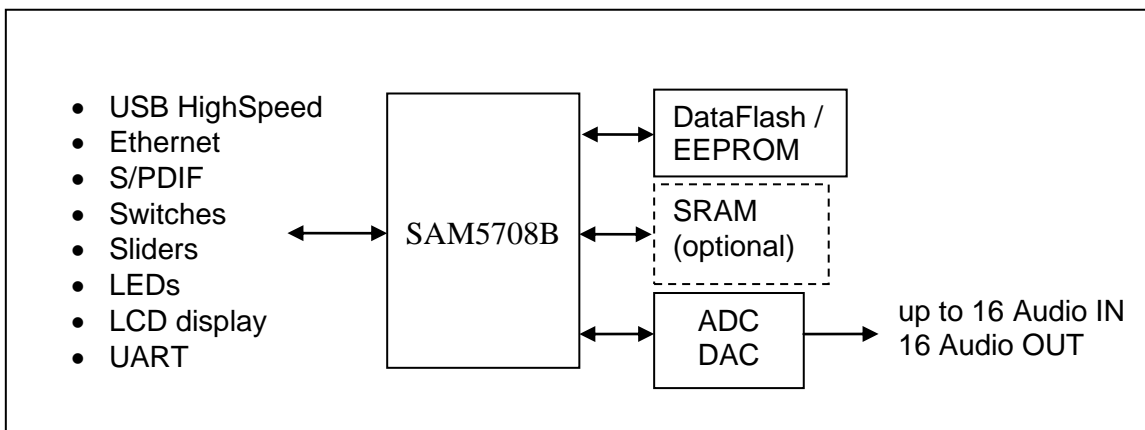 • USB HighSpeed
• Ethernet
• S/PDIF
• Switches
• Sliders
• LEDs
• LCD display
• UART
SAM5708B
DataFlash /
EEPROM
SRAM
(optional)
ADC
DAC
up to 16 Audio IN
16 Audio OUT